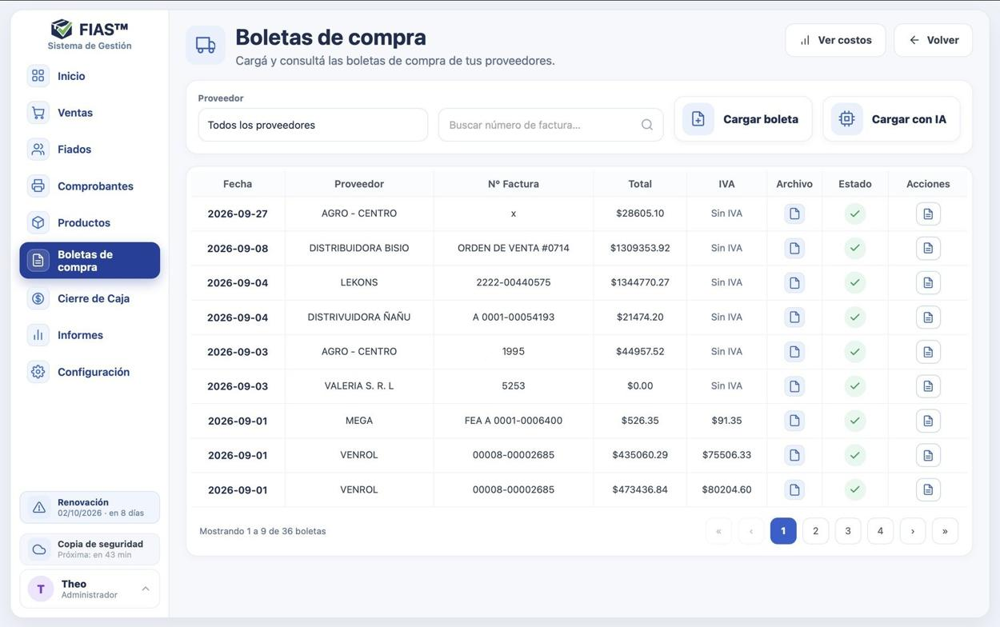 FIAS™
Sistema de Gestión
Inicio
Ventas
Fiados
Comprobantes
Productos
Boletas de
compra
Cierre de Caja
Informes
Configuración
Renovación
02/10/2026 · en 8 días
Copia de seguridad
Próxima: en 43 min
T
Theo
Administrador
Boletas de compra
Cargá y consultá las boletas de compra de tus proveedores.
Ver costos
Volver
Proveedor
Todos los proveedores
Buscar número de factura...
Cargar boleta
Cargar con IA
Fecha Proveedor Nº Factura Total IVA Archivo Estado Acciones
2026-09-27 AGRO - CENTRO x $28605.10 Sin IVA
2026-09-08 DISTRIBUIDORA BISIO ORDEN DE VENTA #0714 $1309353.92 Sin IVA
2026-09-04 LEKONS 2222-00440575 $1344770.27 Sin IVA
2026-09-04 DISTRIVUIDORA ÑAÑU A 0001-00054193 $21474.20 Sin IVA
2026-09-03 AGRO - CENTRO 1995 $44957.52 Sin IVA
2026-09-03 VALERIA S. R. L 5253 $0.00 Sin IVA
2026-09-01 MEGA FEA A 0001-0006400 $526.35 $91.35
2026-09-01 VENROL 00008-00002685 $435060.29 $75506.33
2026-09-01 VENROL 00008-00002685 $473436.84 $80204.60
Mostrando 1 a 9 de 36 boletas
« ‹ 1 2 3 4 › »